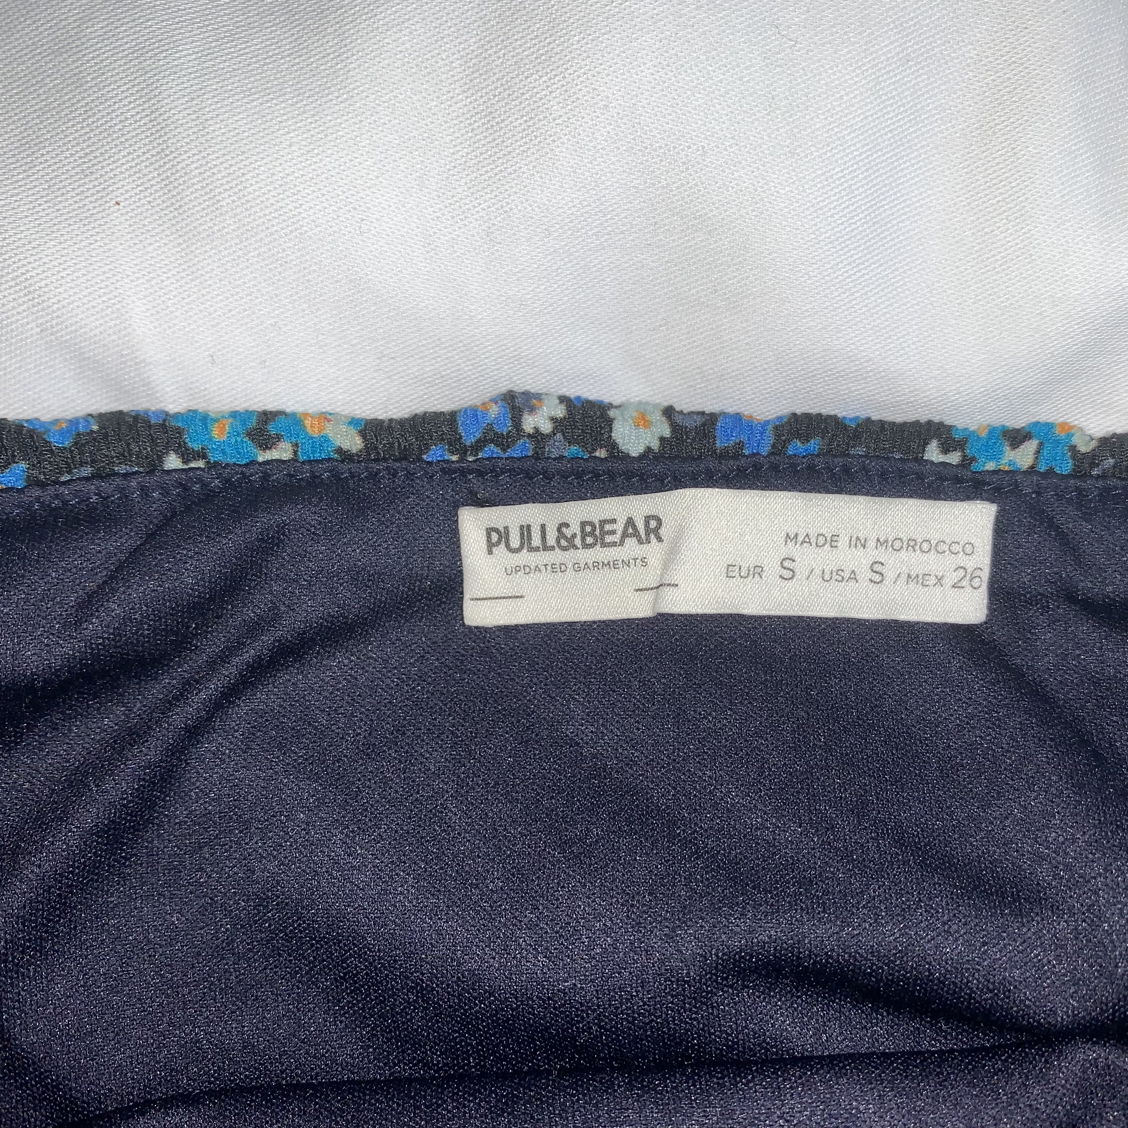 PULL&BEAR
UPDATED GARMENTS
MADE IN MOROCCO
EUR S / USA S / MEX 26